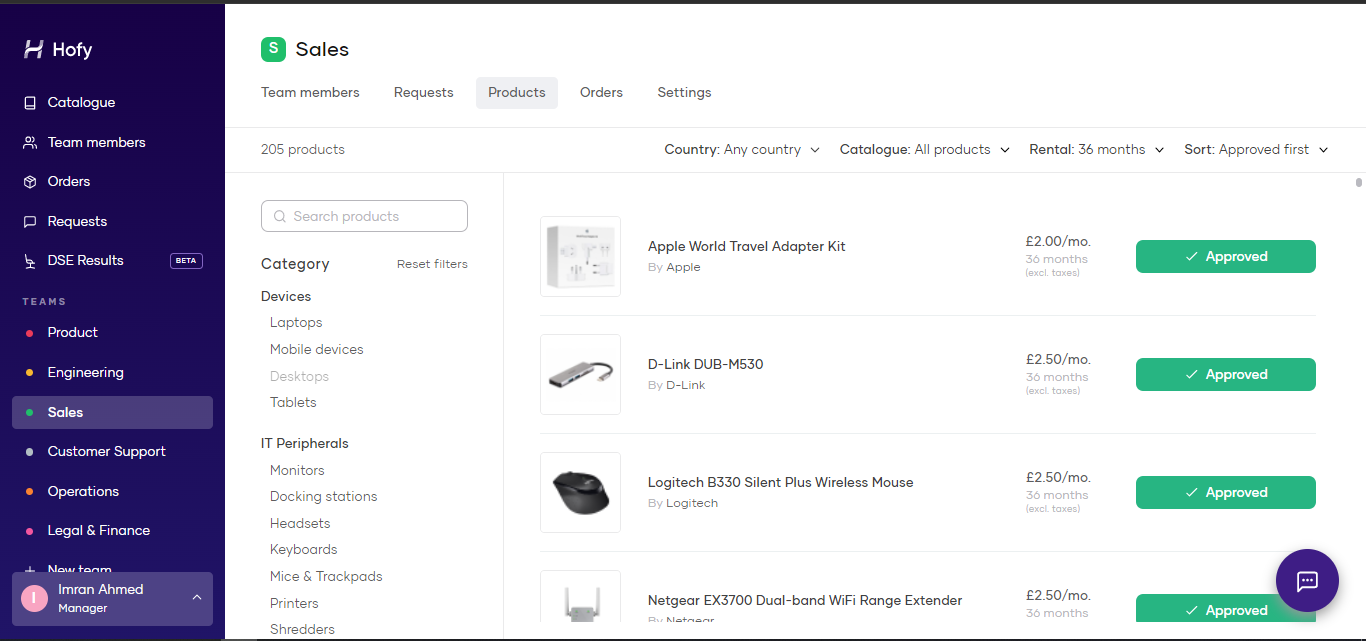 Hofy
Catalogue
Team members
Orders
Requests
DSE Results BETA
TEAMS
Product
Engineering
Sales
Customer Support
Operations
Legal & Finance
New team
I Imran Ahmed
Manager
S Sales
Team members Requests Products Orders Settings
205 products Country: Any country Catalogue: All products Rental: 36 months Sort: Approved first
Search products
Category Reset filters
Devices
Laptops
Mobile devices
Desktops
Tablets
IT Peripherals
Monitors
Docking stations
Headsets
Keyboards
Mice & Trackpads
Printers
Shredders
Apple World Travel Adapter Kit
By Apple
£2.00/mo.
36 months
(excl. taxes)
Approved
D-Link DUB-M530
By D-Link
£2.50/mo.
36 months
(excl. taxes)
Approved
Logitech B330 Silent Plus Wireless Mouse
By Logitech
£2.50/mo.
36 months
(excl. taxes)
Approved
Netgear EX3700 Dual-band WiFi Range Extender
By Netgear
£2.50/mo.
36 months
Approved